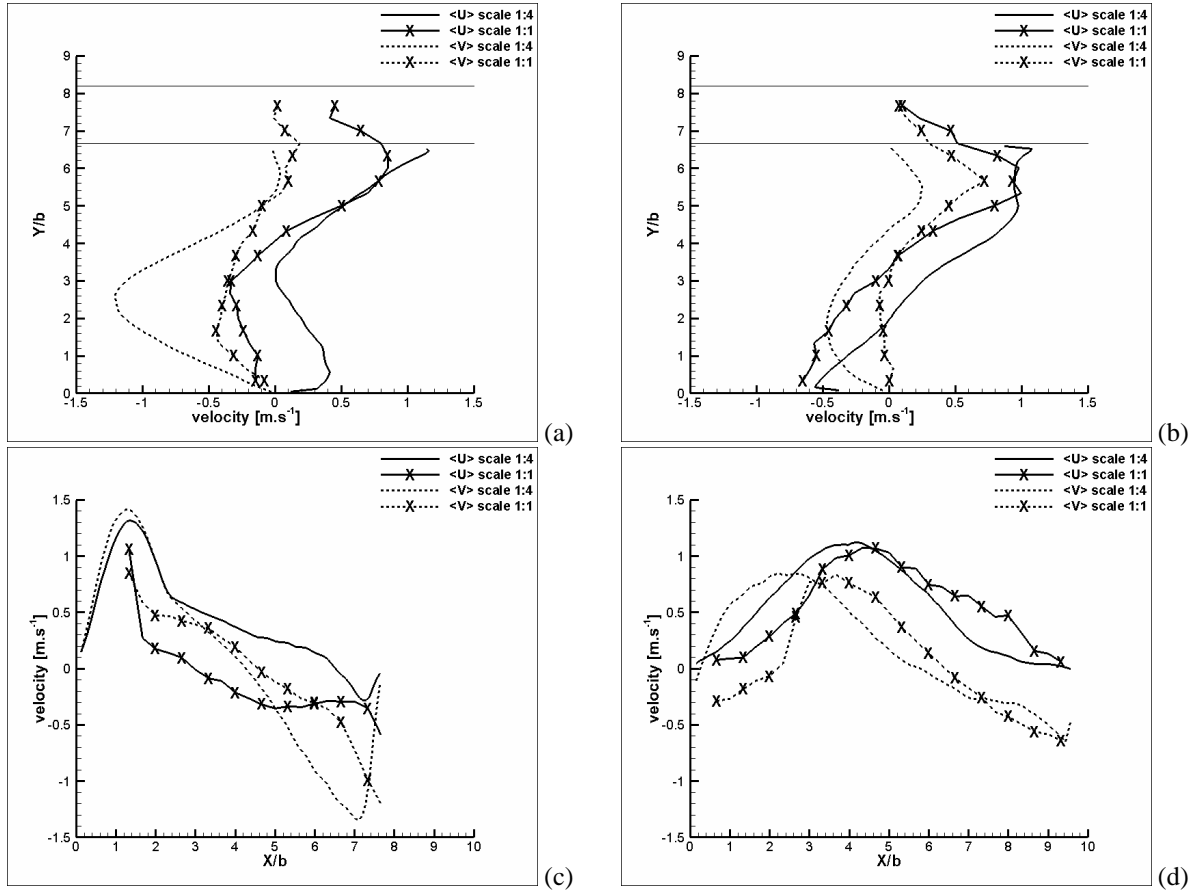 <U> scale 1:4
<U> scale 1:1
<V> scale 1:4
<V> scale 1:1
9
8
7
6
5
4
3
2
1
0
Y/b
-1.5 -1 -0.5 0 0.5 1 1.5
velocity [m.s-1]
(a)
<U> scale 1:4
<U> scale 1:1
<V> scale 1:4
<V> scale 1:1
9
8
7
6
5
4
3
2
1
0
Y/b
-1.5 -1 -0.5 0 0.5 1 1.5
velocity [m.s-1]
(b)
<U> scale 1:4
<U> scale 1:1
<V> scale 1:4
<V> scale 1:1
1.5
1
0.5
0
-0.5
-1
-1.5
velocity [m.s-1]
0 1 2 3 4 5 6 7 8 9 10
X/b
(c)
<U> scale 1:4
<U> scale 1:1
<V> scale 1:4
<V> scale 1:1
1.5
1
0.5
0
-0.5
-1
-1.5
velocity [m.s-1]
0 1 2 3 4 5 6 7 8 9 10
X/b
(d)